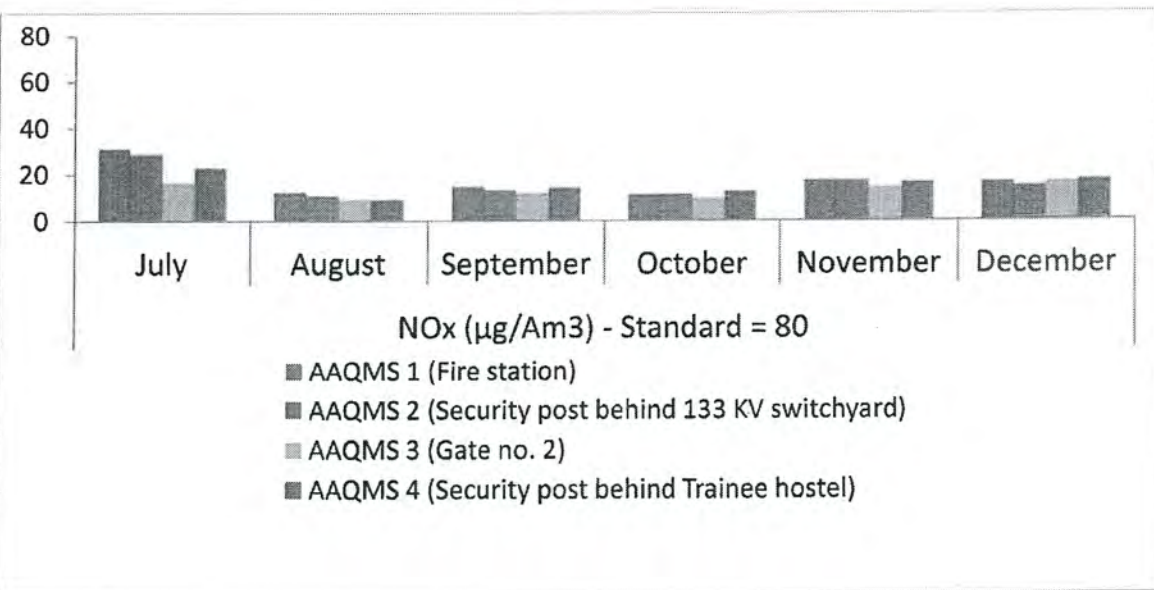 80
60
40
20
0
July August September October November December
NOx (µg/Am3) - Standard = 80
AAQMS 1 (Fire station)
AAQMS 2 (Security post behind 133 KV switchyard)
AAQMS 3 (Gate no. 2)
AAQMS 4 (Security post behind Trainee hostel)